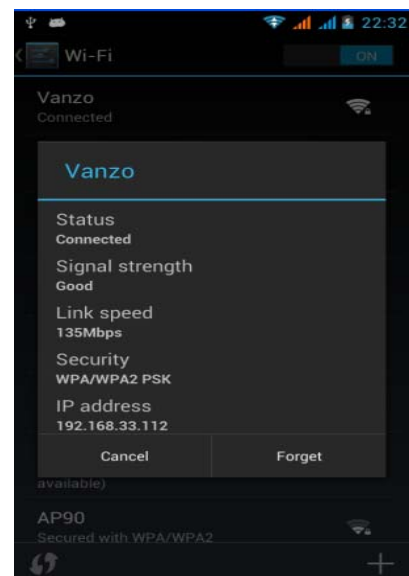 22:32
Wi-Fi
ON
Vanzo
Connected
Vanzo
Status
Connected
Signal strength
Good
Link speed
135Mbps
Security
WPA/WPA2 PSK
IP address
192.168.33.112
Cancel
Forget
available)
AP90
Secured with WPA/WPA2